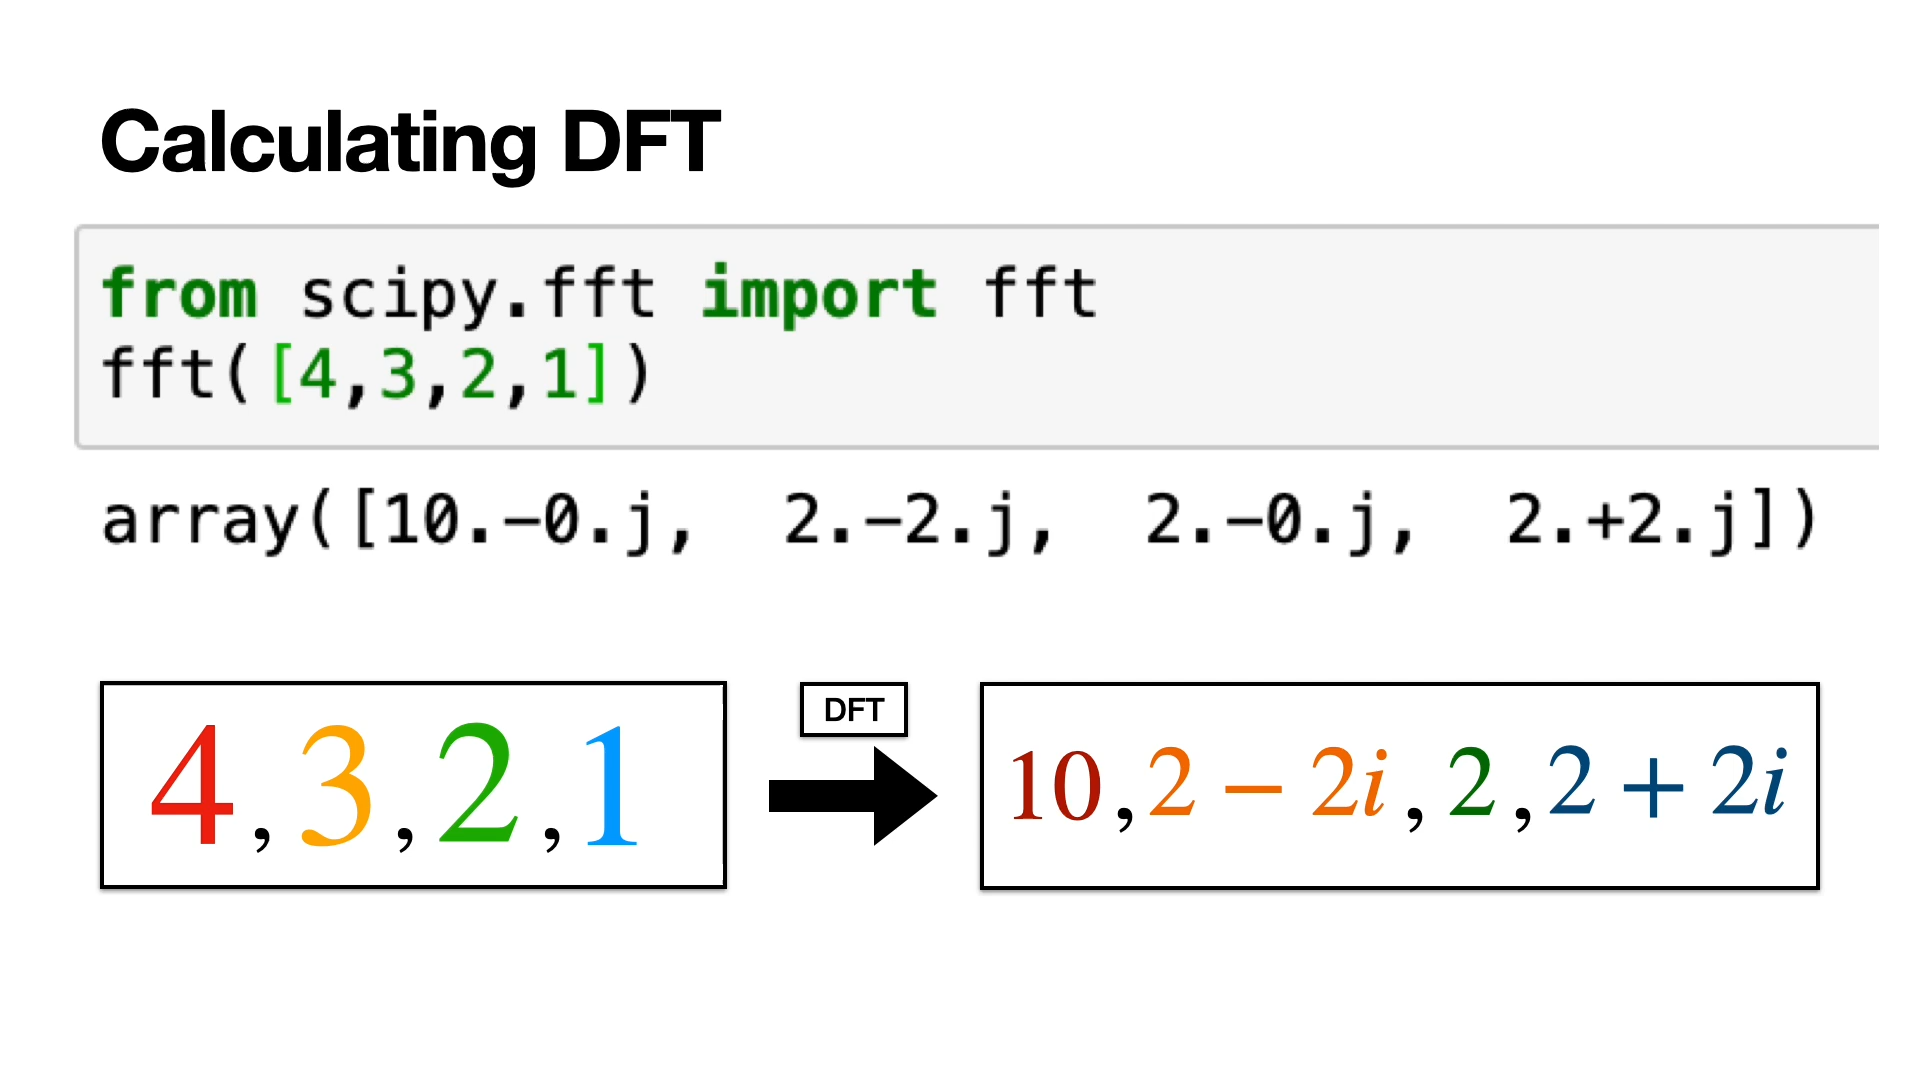 Calculating DFT
from scipy.fft import fft
fft([4,3,2,1])
array([10.-0.j,  2.-2.j,  2.-0.j,  2.+2.j])
DFT
4,3,2,1
10,2 − 2i,2,2 + 2i